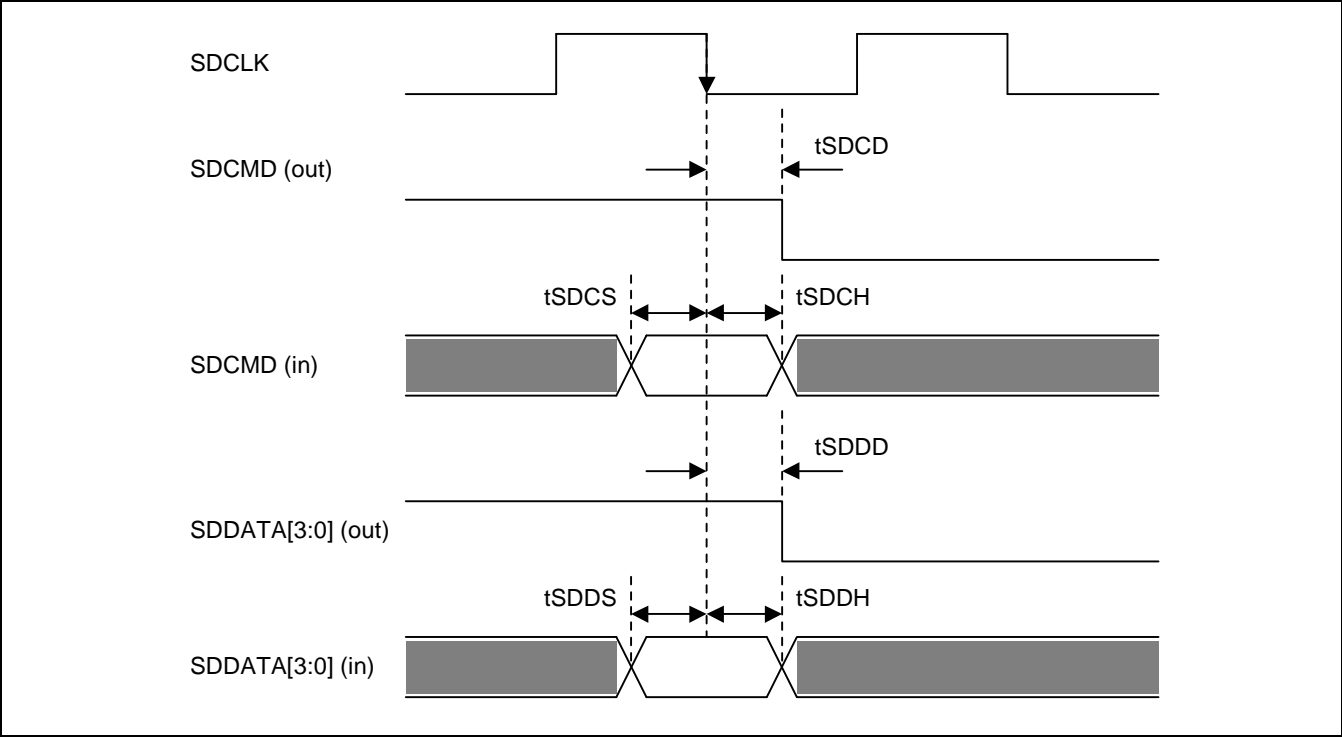 SDCLK
tSDCD
SDCMD (out)
tSDCS
tSDCH
SDCMD (in)
tSDDD
SDDATA[3:0] (out)
tSDDS
tSDDH
SDDATA[3:0] (in)